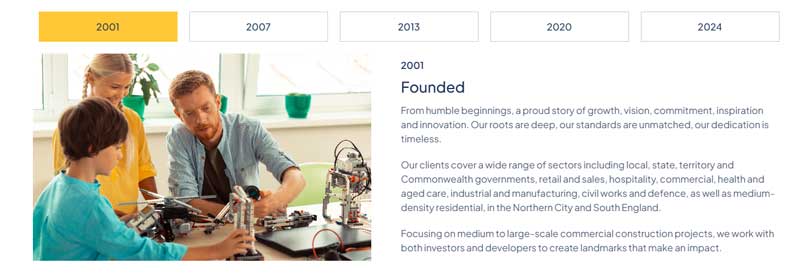 2001
2007
2013
2020
2024
2001
Founded
From humble beginnings, a proud story of growth, vision, commitment, inspiration
and innovation. Our roots are deep, our standards are unmatched, our dedication is
timeless.
Our clients cover a wide range of sectors including local, state, territory and
Commonwealth governments, retail and sales, hospitality, commercial, health and
aged care, industrial and manufacturing, civil works and defence, as well as medium-
density residential, in the Northern City and South England.
Focusing on medium to large-scale commercial construction projects, we work with
both investors and developers to create landmarks that make an impact.